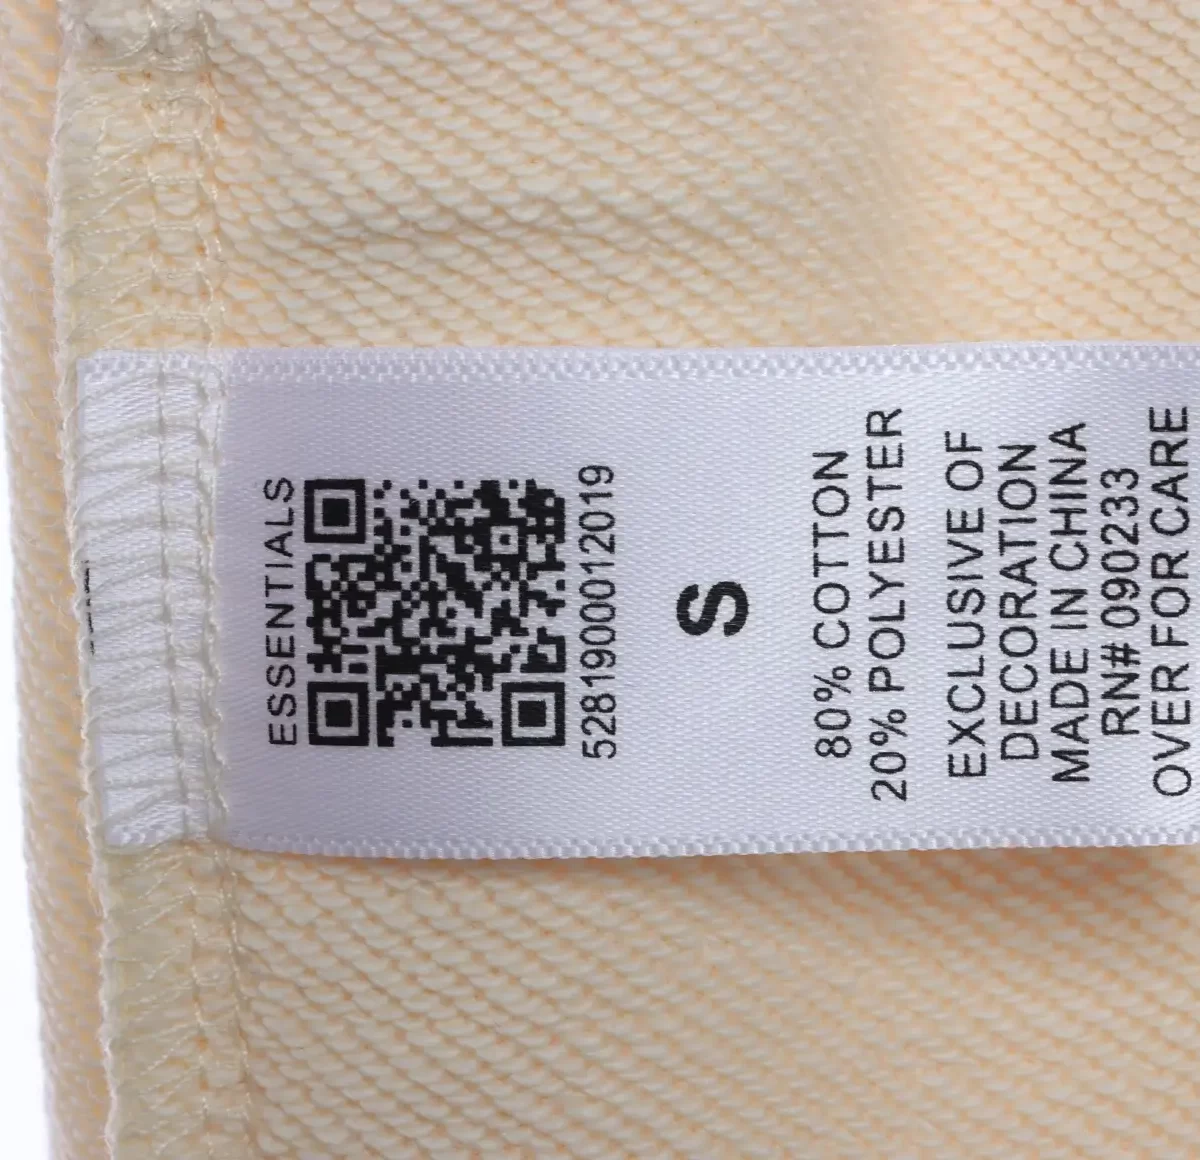 ESSENTIALS
5281900012019
S
80% COTTON
20% POLYESTER
EXCLUSIVE OF
DECORATION
MADE IN CHINA
RN# 090233
OVER FOR CARE